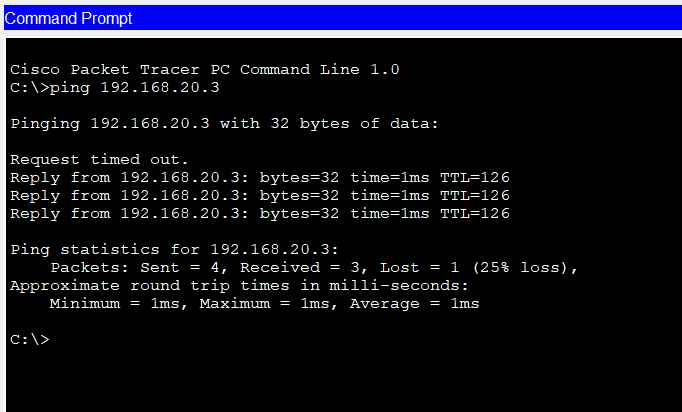 Command Prompt
Cisco Packet Tracer PC Command Line 1.0
C:\>ping 192.168.20.3
Pinging 192.168.20.3 with 32 bytes of data:
Request timed out.
Reply from 192.168.20.3: bytes=32 time=1ms TTL=126
Reply from 192.168.20.3: bytes=32 time=1ms TTL=126
Reply from 192.168.20.3: bytes=32 time=1ms TTL=126
Ping statistics for 192.168.20.3:
    Packets: Sent = 4, Received = 3, Lost = 1 (25% loss),
Approximate round trip times in milli-seconds:
    Minimum = 1ms, Maximum = 1ms, Average = 1ms
C:\>